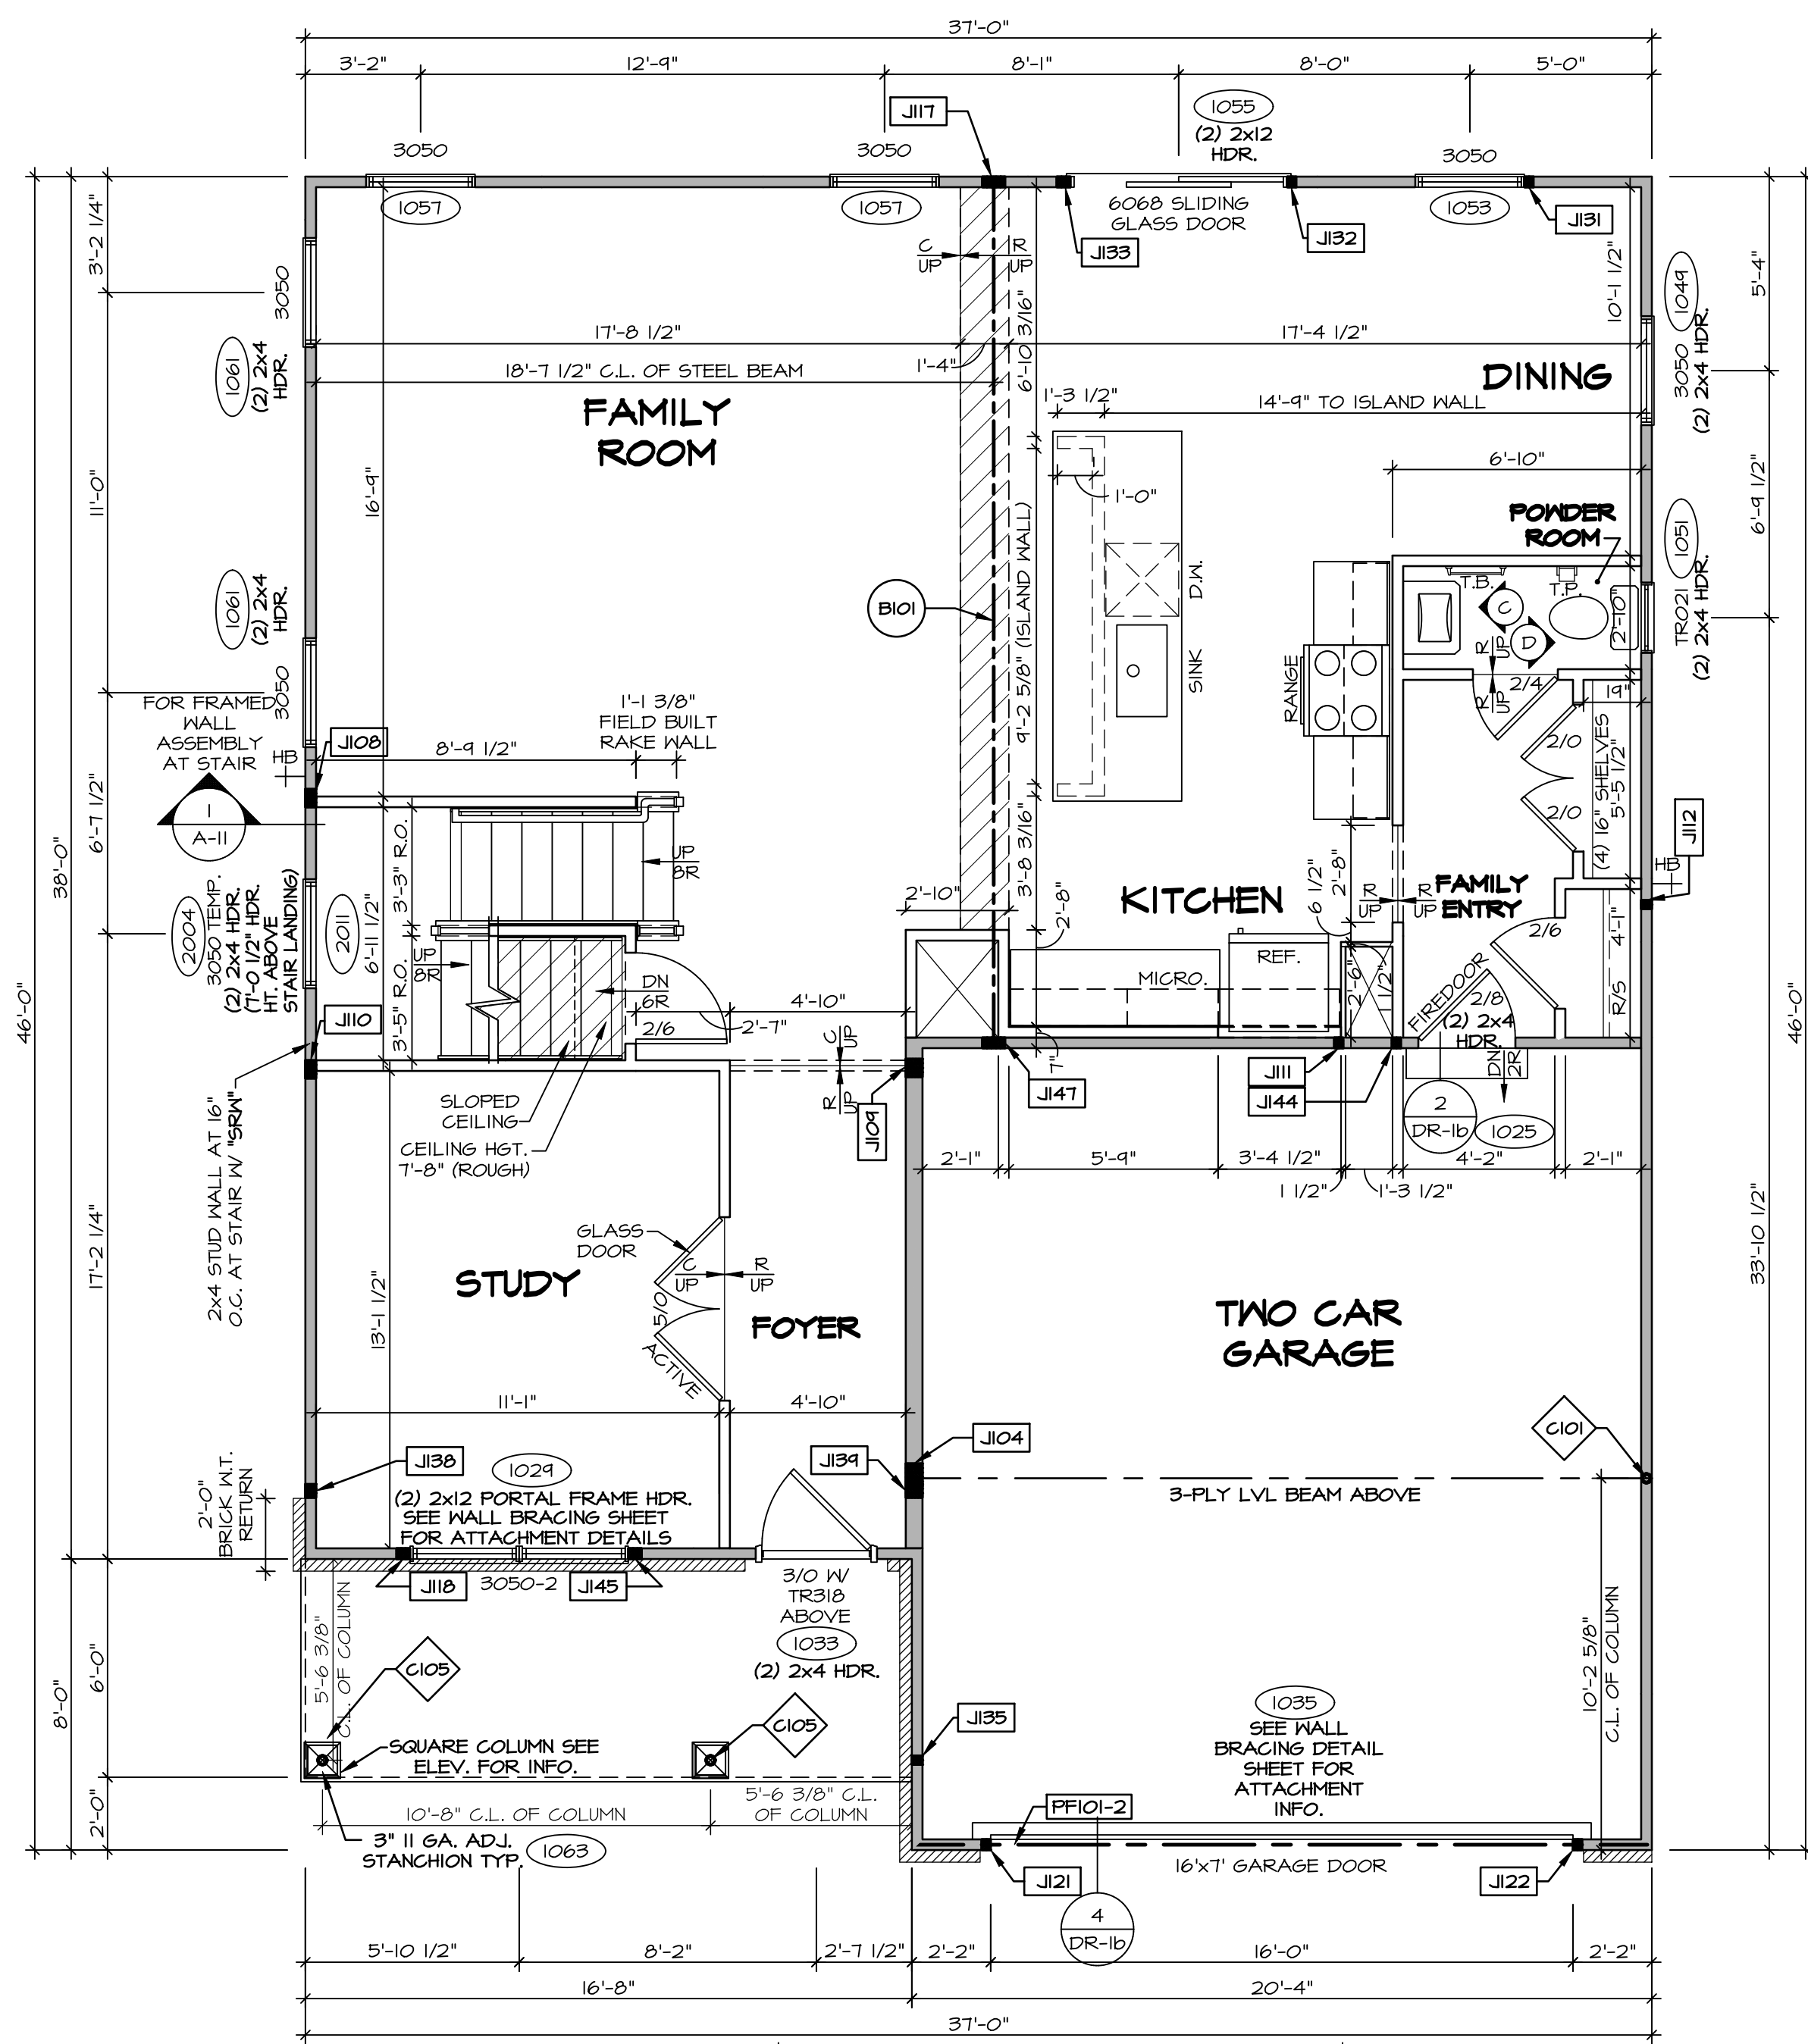 37'-0"
3'-2"
12'-9"
8'-1"
8'-0"
5'-0"
J117
1055
(2) 2x12
HDR.
3050
3050
3050
1057
1057
6068 SLIDING
GLASS DOOR
1053
J133
J132
J131
C
UP
R
UP
3'-2 1/4"
3050
1061
(2) 2x4
HDR.
17'-8 1/2"
1'-4"
6'-10 3/16"
17'-4 1/2"
10'-1 1/2"
1049
3050
(2) 2x4 HDR.
5'-4"
18'-7 1/2" C.L. OF STEEL BEAM
FAMILY
ROOM
DINING
1'-3 1/2"
14'-9" TO ISLAND WALL
6'-10"
1'-0"
16'-9"
11'-0"
POWDER
ROOM
1051
TR021
(2) 2x4 HDR.
6'-9 1/2"
1061
(2) 2x4
HDR.
3050
B101
9'-2 5/8" (ISLAND WALL)
D.W.
SINK
RANGE
T.B.
T.P.
C
D
2'-10"
R
UP
R
UP
2/4
19"
2/0
2/0
(4) 16" SHELVES
5'-5 1/2"
FOR FRAMED
WALL
ASSEMBLY
AT STAIR
HB
J108
8'-9 1/2"
1'-1 3/8"
FIELD BUILT
RAKE WALL
1
A-11
6'-7 1/2"
38'-0"
46'-0"
46'-0"
3'-3" R.O.
UP
8R
6'-11 1/2"
2011
2004
3050 TEMP.
(2) 2x4 HDR.
(7'-0 1/2" HDR.
HT. ABOVE
STAIR LANDING)
3'-5" R.O.
UP
8R
DN
6R
2/6
2'-7"
4'-10"
2'-10"
3'-8 3/16"
2'-8"
KITCHEN
MICRO.
REF.
6 1/2"
2'-8"
R
UP
R
UP
FAMILY
ENTRY
2'-6"
1/2"
J112
HB
2/6
4'-1"
R/S
FIREDOOR
2/8
(2) 2x4
HDR.
DN
2R
J110
2x4 STUD WALL AT 16"
O.C. AT STAIR W/ "SRW"
SLOPED
CEILING
CEILING HGT.
7'-8" (ROUGH)
C
UP
R
UP
J109
7"
J147
J111
J144
2
DR-1b
1025
2'-1"
5'-9"
3'-4 1/2"
1 1/2"
1'-3 1/2"
4'-2"
2'-1"
17'-2 1/4"
33'-10 1/2"
13'-1 1/2"
GLASS
DOOR
STUDY
C
UP
R
UP
5/0
ACTIVE
FOYER
TWO CAR
GARAGE
11'-1"
4'-10"
J104
J139
C101
3-PLY LVL BEAM ABOVE
2'-0"
BRICK W.T.
RETURN
J138
1029
(2) 2x12 PORTAL FRAME HDR.
SEE WALL BRACING SHEET
FOR ATTACHMENT DETAILS
J118
3050-2
J145
3/0 W/
TR318
ABOVE
1033
(2) 2x4 HDR.
5'-6 3/8"
C.L. OF COLUMN
C105
C105
SQUARE COLUMN SEE
ELEV. FOR INFO.
6'-0"
8'-0"
2'-0"
J135
1035
SEE WALL
BRACING DETAIL
SHEET FOR
ATTACHMENT
INFO.
10'-2 5/8"
C.L. OF COLUMN
10'-8" C.L. OF COLUMN
5'-6 3/8" C.L.
OF COLUMN
3" 11 GA. ADJ.
STANCHION TYP.
1063
PF101-2
16'x7' GARAGE DOOR
J121
J122
4
DR-1b
5'-10 1/2"
8'-2"
2'-7 1/2"
2'-2"
16'-0"
2'-2"
16'-8"
20'-4"
37'-0"